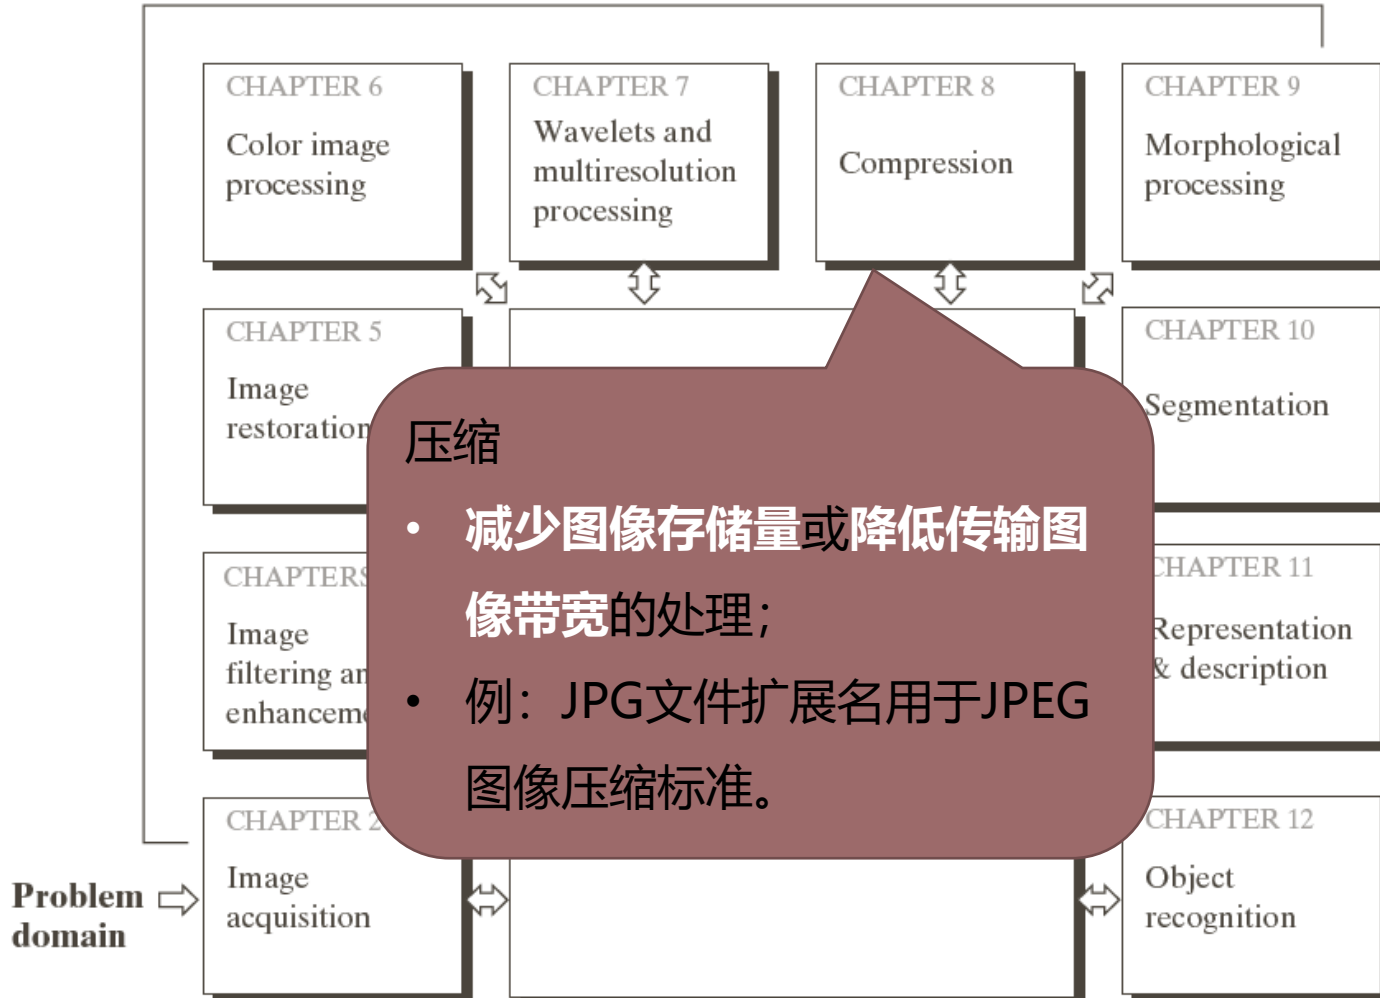 CHAPTER 6
Color image
processing
CHAPTER 7
Wavelets and
multiresolution
processing
CHAPTER 8
Compression
CHAPTER 9
Morphological
processing
CHAPTER 5
Image
restoration
CHAPTER 10
Segmentation
压缩
• 减少图像存储量或降低传输图
像带宽的处理；
• 例：JPG文件扩展名用于JPEG
图像压缩标准。
CHAPTERS
Image
filtering
CHAPTER 11
Representation
& description
CHAPTER 2
Image
acquisition
CHAPTER 12
Object
recognition
Problem
domain